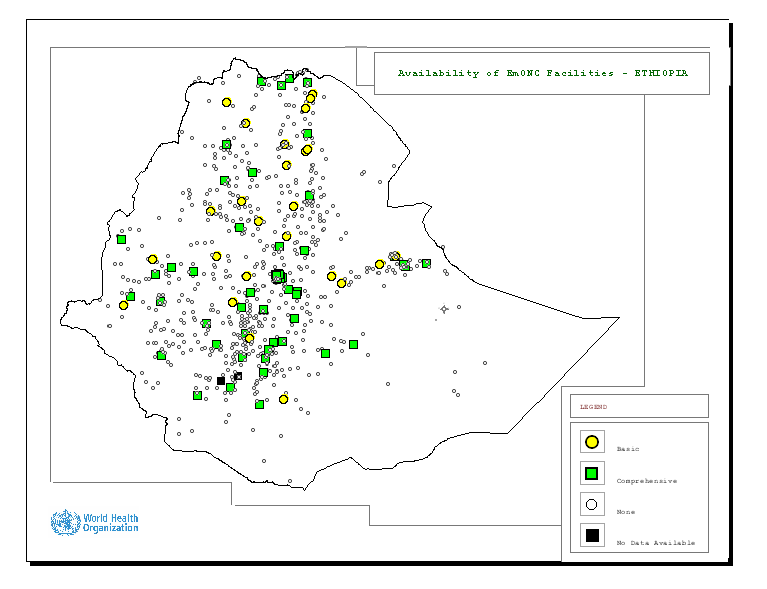 Availability of EmONC Facilities - ETHIOPIA
LEGEND
Basic
Comprehensive
None
No Data Available
World Health
Organization